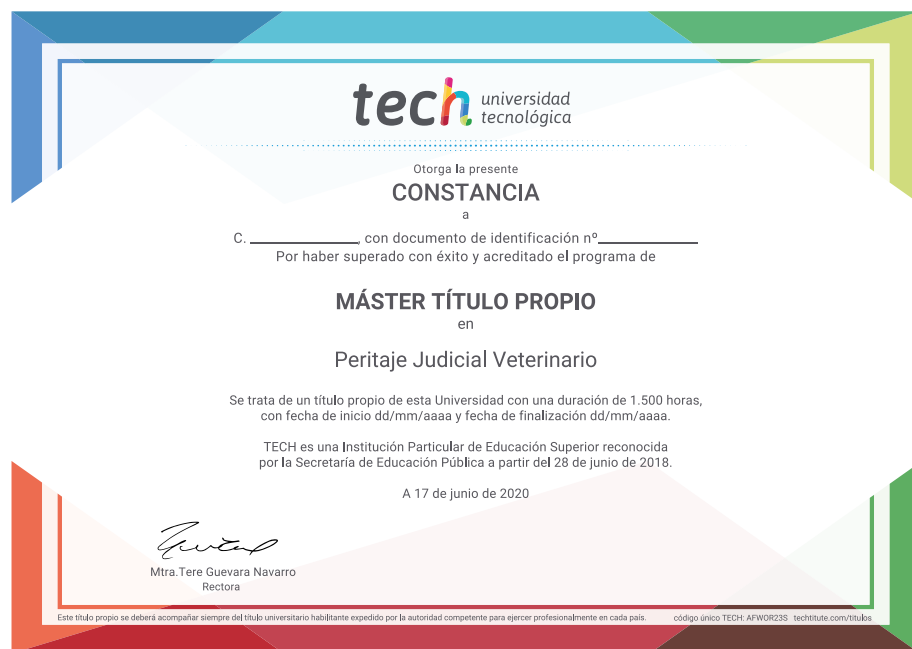 tech universidad
tecnológica
Otorga la presente
CONSTANCIA
a
C. ____________, con documento de identificación nº___________
Por haber superado con éxito y acreditado el programa de
MÁSTER TÍTULO PROPIO
en
Peritaje Judicial Veterinario
Se trata de un título propio de esta Universidad con una duración de 1.500 horas,
con fecha de inicio dd/mm/aaaa y fecha de finalización dd/mm/aaaa.
TECH es una Institución Particular de Educación Superior reconocida
por la Secretaría de Educación Pública a partir del 28 de junio de 2018.
A 17 de junio de 2020
Mtra.Tere Guevara Navarro
Rectora
Este título propio se deberá acompañar siempre del título universitario habilitante expedido por la autoridad competente para ejercer profesionalmente en cada país. código único TECH: AFWOR23S techtitute.com/titulos